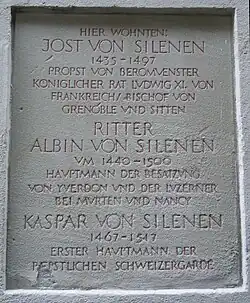 HIER WOHNTEN:
JOST VON SILENEN
1435-1497
PROPST VON BEROMVENSTER
KÖNIGLICHER RAT LVDWIG XI. VON
FRANKREICH / BISCHOF VON
GRENOBLE VND SITTEN
RITTER
ALBIN VON SILENEN
VM 1440-1500
HAVPTMANN DER BESATZVNG
VON YVERDON VND DER LVZERNER
BEI MVRTEN VND NANCY
KASPAR VON SILENEN
1467-1517
ERSTER HAVPTMANN DER
PÆPSTLICHEN SCHWEIZERGARDE